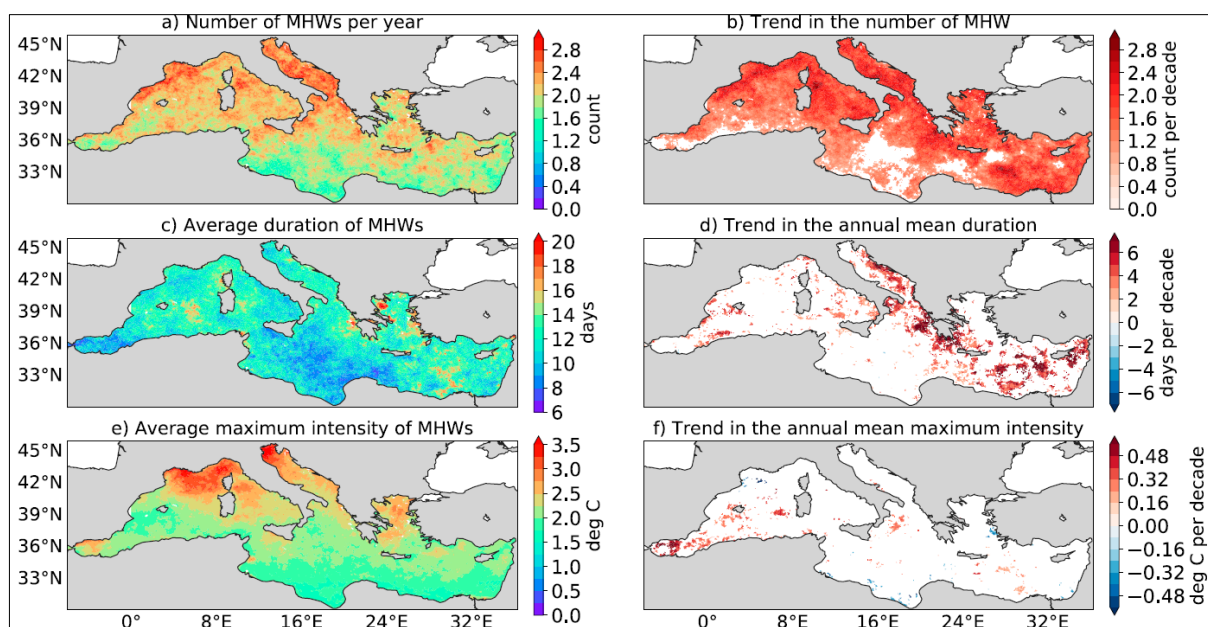 a) Number of MHWs per year
b) Trend in the number of MHW
45°N
42°N
39°N
36°N
33°N
2.8
2.4
2.0
1.6
1.2
0.8
0.4
0.0
count
2.8
2.4
2.0
1.6
1.2
0.8
0.4
0.0
count per decade
c) Average duration of MHWs
d) Trend in the annual mean duration
45°N
42°N
39°N
36°N
33°N
20
18
16
14
12
10
8
6
days
6
4
2
0
−2
−4
−6
days per decade
e) Average maximum intensity of MHWs
f) Trend in the annual mean maximum intensity
45°N
42°N
39°N
36°N
33°N
3.5
3.0
2.5
2.0
1.5
1.0
0.5
0.0
deg C
0.48
0.32
0.16
0.00
−0.16
−0.32
−0.48
deg C per decade
0°
8°E
16°E
24°E
32°E
0°
8°E
16°E
24°E
32°E